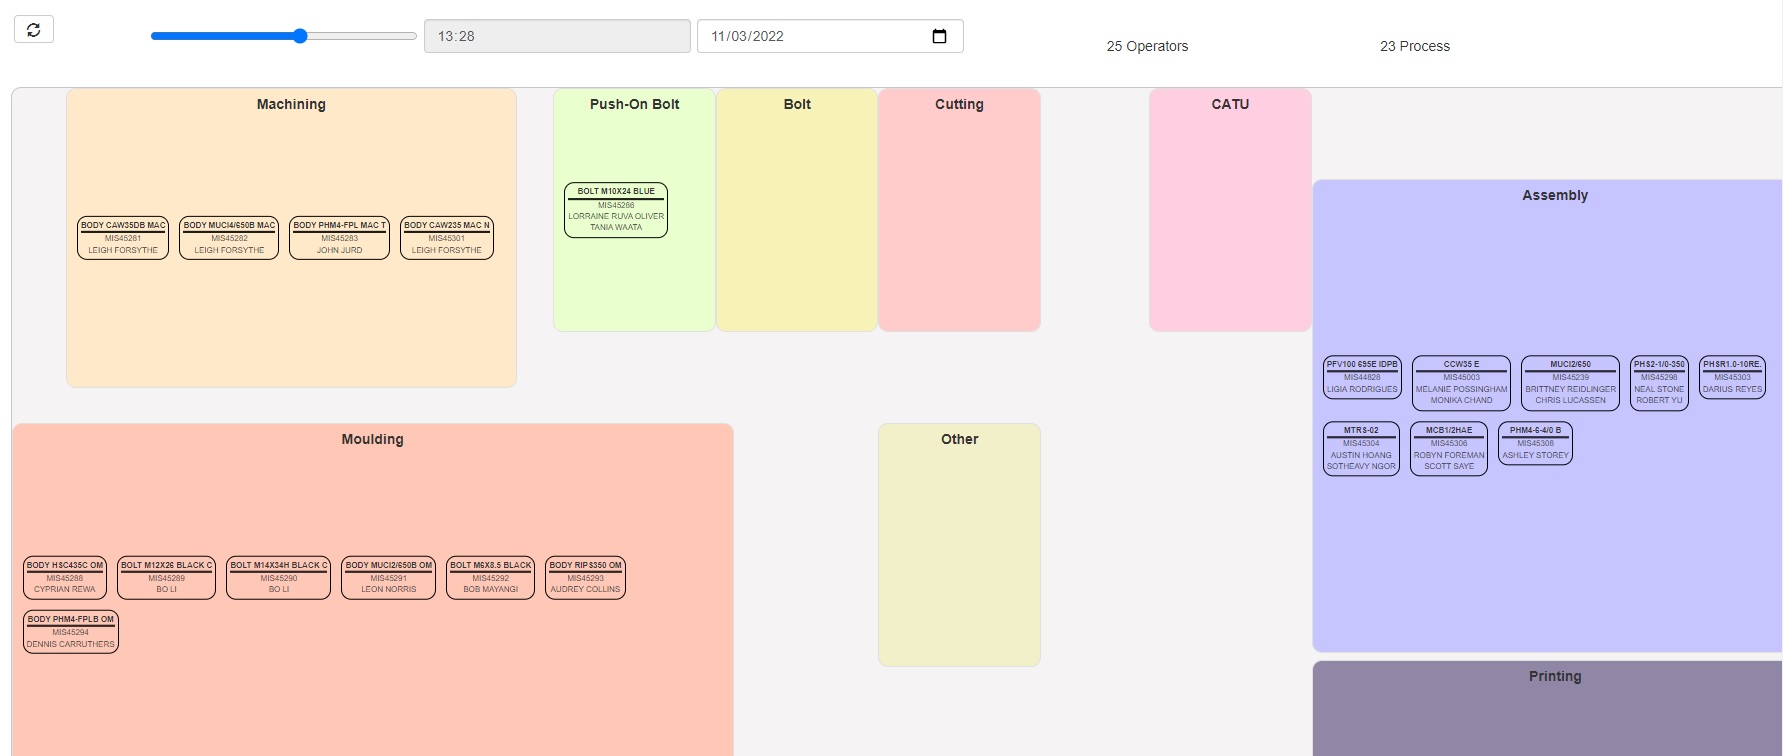 13:28
11/03/2022
25 Operators
23 Process
Machining
BODY CAW35DB MAC
MIS45281
LEIGH FORSYTHE
BODY MUCI4/650B MAC
MIS45282
LEIGH FORSYTHE
BODY PHM4-FPL MAC T
MIS45283
JOHN JURD
BODY CAW235 MAC N
MIS45301
LEIGH FORSYTHE
Push-On Bolt
BOLT M10X24 BLUE
MIS45286
LORRAINE RUVA OLIVER
TANIA WAATA
Bolt
Cutting
CATU
Assembly
PFV100 695E IDPB
MIS44828
LIGIA RODRIGUES
CCW35 E
MIS45003
MELANIE POSSINGHAM
MONIKA CHAND
MUCI2/650
MIS45239
BRITTNEY REIDLINGER
CHRIS LUCASSEN
PHS2-1/0-350
MIS45298
NEAL STONE
ROBERT YU
PHSR1.0-10RE.
MIS45303
DARIUS REYES
MTRS-02
MIS45304
AUSTIN HOANG
SOTHEAVY NGOR
MCB1/2HAE
MIS45306
ROBYN FOREMAN
SCOTT SAYE
PHM4-6-4/0 B
MIS45308
ASHLEY STOREY
Moulding
BODY HSC435C OM
MIS45288
CYPRIAN REWA
BOLT M12X26 BLACK C
MIS45289
BO LI
BOLT M14X34H BLACK C
MIS45290
BO LI
BODY MUCI2/650B OM
MIS45291
LEON NORRIS
BOLT M6X8.5 BLACK
MIS45292
BOB MAYANGI
BODY RIPS350 OM
MIS45293
AUDREY COLLINS
BODY PHM4-FPLB OM
MIS45294
DENNIS CARRUTHERS
Other
Printing